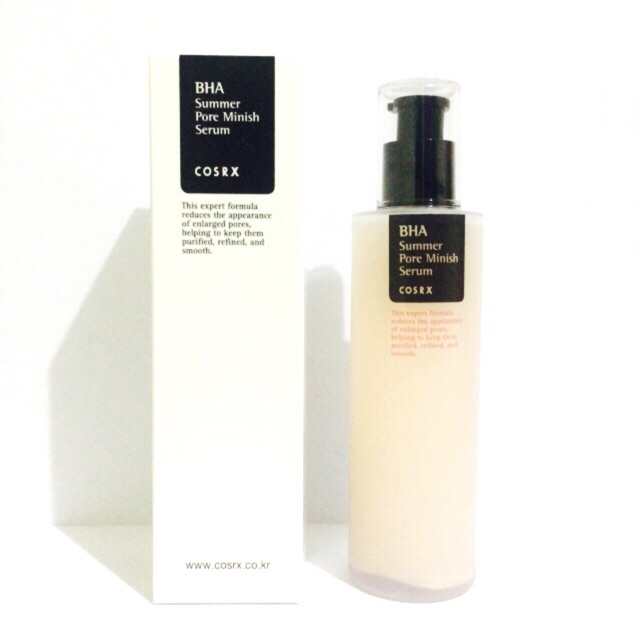 BHA
Summer
Pore Minish
Serum
COSRX
This expert formula
reduces the appearance
of enlarged pores,
helping to keep them
purified, refined, and
smooth.
www.cosrx.co.kr
BHA
Summer
Pore Minish
Serum
COSRX
This expert formula
reduces the appearance
of enlarged pores,
helping to keep them
purified, refined, and
smooth.